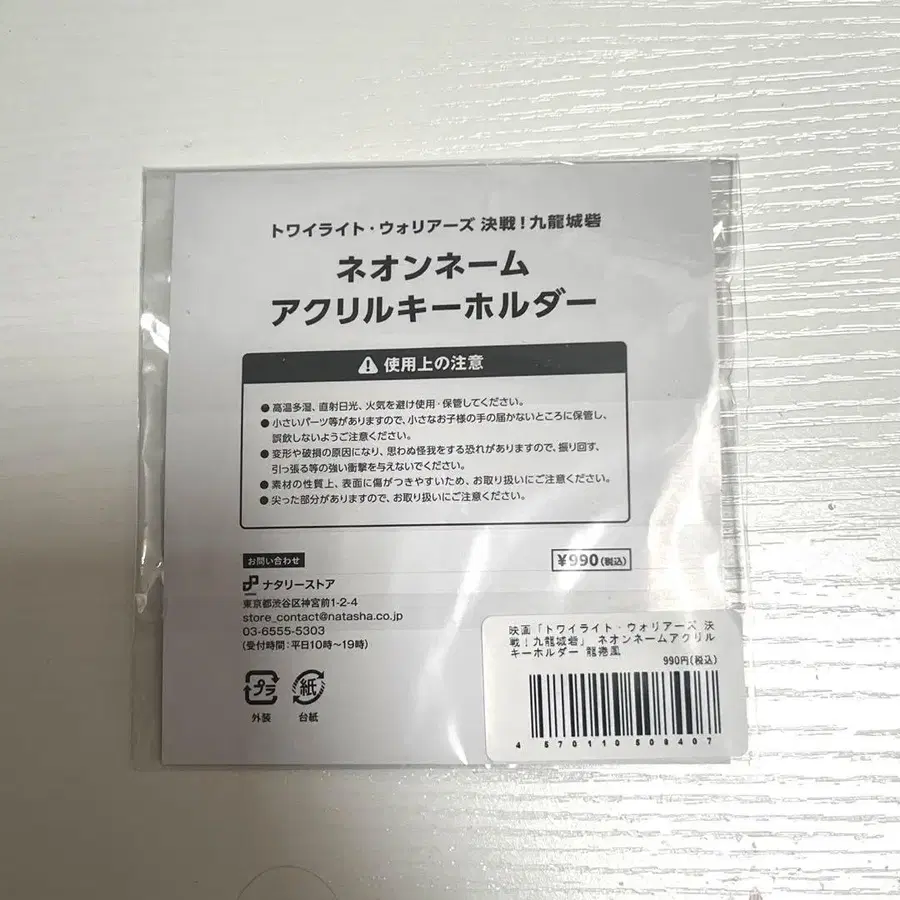 トワイライト・ウォリアーズ 決戦！九龍城砦
ネオンネーム
アクリルキーホルダー
使用上の注意
●高温多湿、直射日光、火気を避け使用・保管してください。
●小さいパーツ等がありますので、小さなお子様の手の届かないところに保管し、
誤飲しないようご注意ください。
●変形や破損の原因になり、思わぬ怪我をする恐れがありますので、振り回す、
引っ張る等の強い衝撃を与えないでください。
●素材の性質上、表面に傷がつきやすいため、お取り扱いにご注意ください。
●尖った部分がありますので、お取り扱いにご注意ください。
お問い合わせ
¥990(税込)
ナタリーストア
東京都渋谷区神宮前1-2-4
store_contact@natasha.co.jp
03-6555-5303
(受付時間：平日10時～19時)
プラ
外装
紙
台紙
映画「トワイライト・ウォリアーズ 決
戦！九龍城砦」 ネオンネームアクリル
キーホルダー 龍捲風
990円(税込)
4 570110 508407